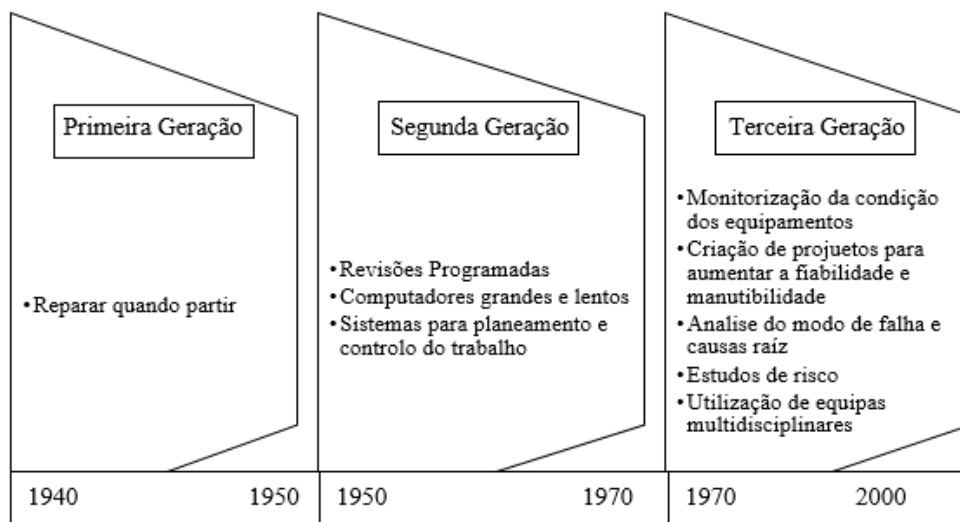 Primeira Geração
•Reparar quando partir
Segunda Geração
•Revisões Programadas
•Computadores grandes e lentos
•Sistemas para planeamento e
controlo do trabalho
Terceira Geração
•Monitorização da condição
dos equipamentos
•Criação de projuetos para
aumentar a fiabilidade e
manutibilidade
•Analise do modo de falha e
causas raíz
•Estudos de risco
•Utilização de equipas
multidisciplinares
1940 1950 1950 1970 1970 2000